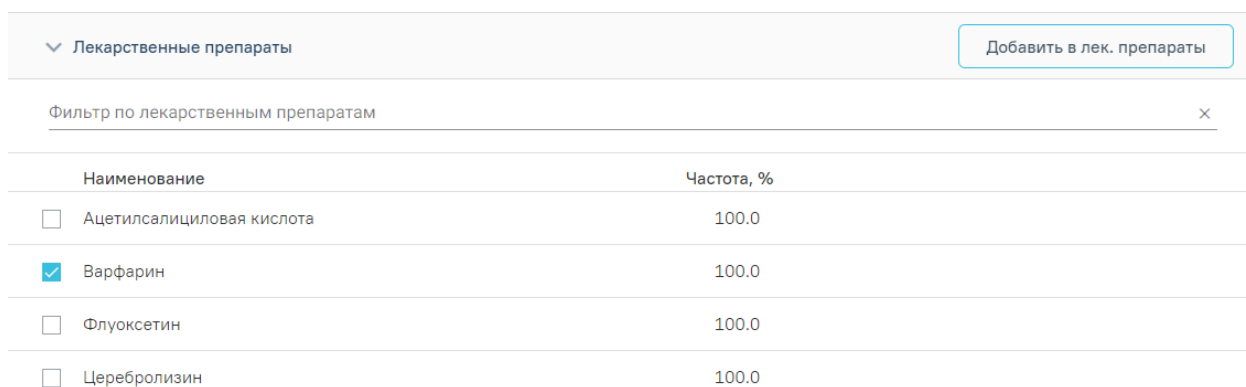 Лекарственные препараты Добавить в лек. препараты
Фильтр по лекарственным препаратам
Наименование Частота, %
Ацетилсалициловая кислота 100.0
Варфарин 100.0
Флуоксетин 100.0
Церебролизин 100.0